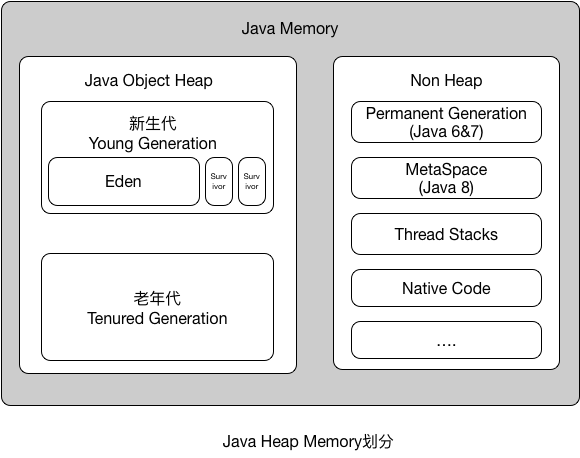 Java Memory
Java Object Heap
新生代
Young Generation
Eden
Surv
ivor
Surv
ivor
老年代
Tenured Generation
Non Heap
Permanent Generation
(Java 6&7)
MetaSpace
(Java 8)
Thread Stacks
Native Code
....
Java Heap Memory划分